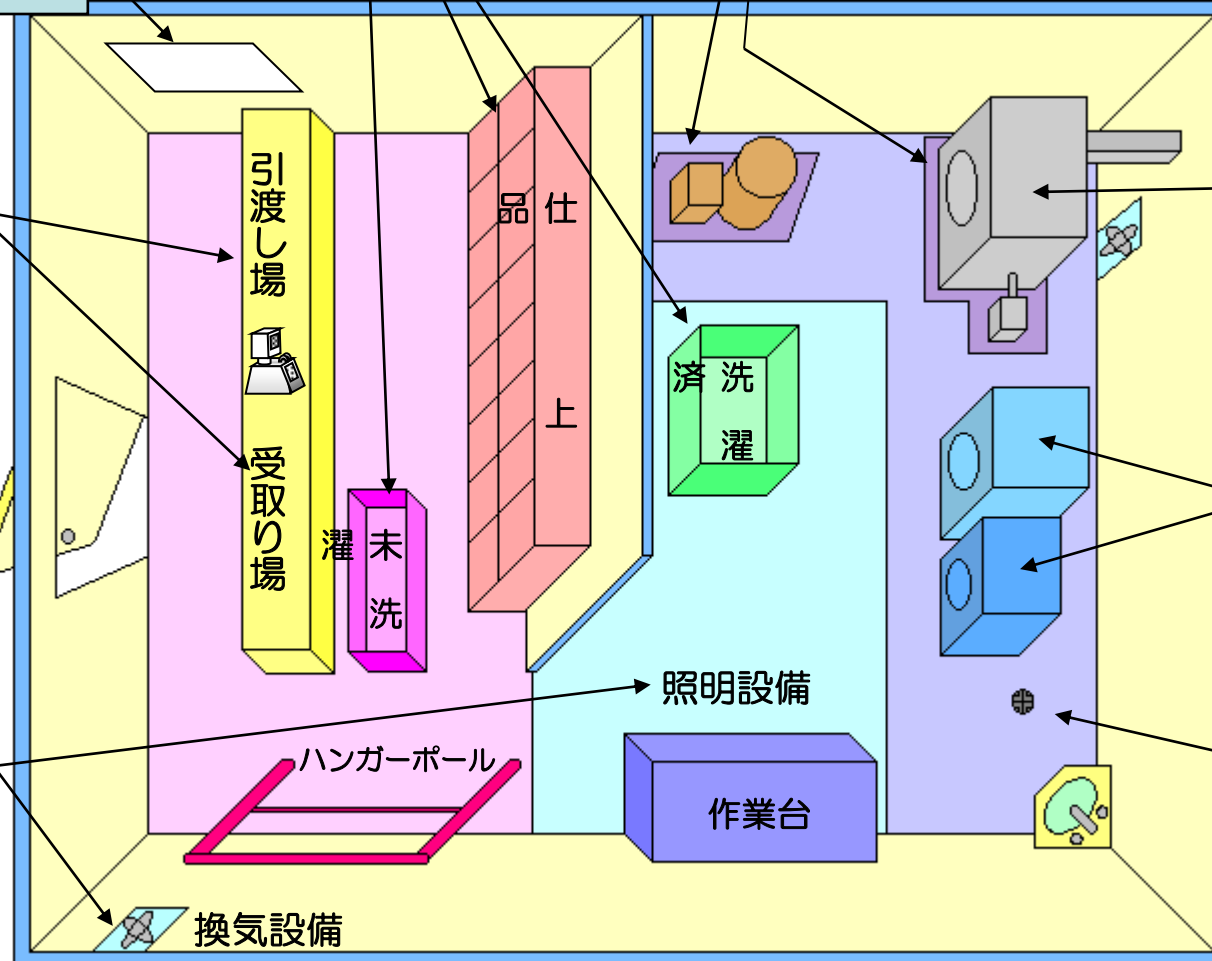 引渡し場
受取り場
仕上品
未洗濯
洗濯済
照明設備
ハンガーポール
作業台
換気設備